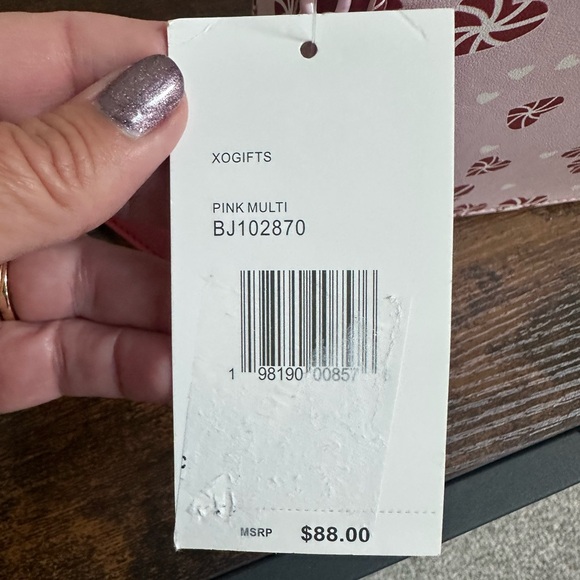 XOGIFTS
PINK MULTI
BJ102870
1 98190 00857
MSRP $88.00